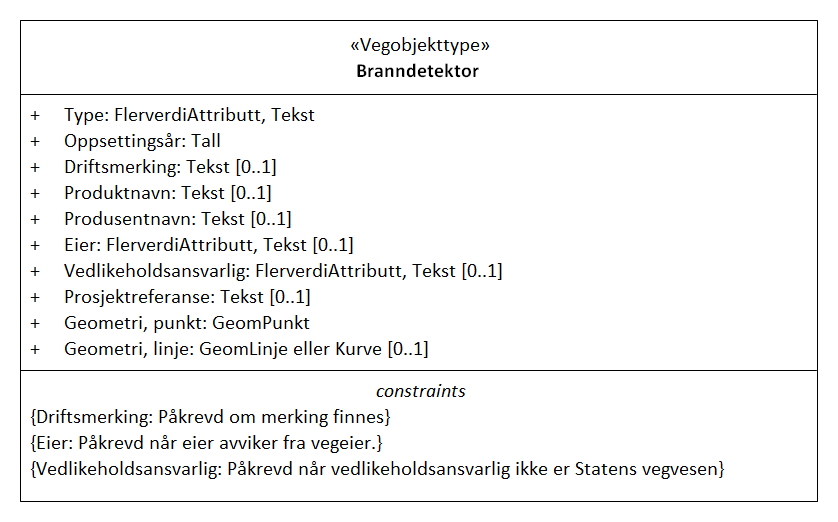 «Vegobjekttype»
Branndetektor
+ Type: FlerverdiAttributt, Tekst
+ Oppsettingsår: Tall
+ Driftsmerking: Tekst [0..1]
+ Produktnavn: Tekst [0..1]
+ Produsentnavn: Tekst [0..1]
+ Eier: FlerverdiAttributt, Tekst [0..1]
+ Vedlikeholdsansvarlig: FlerverdiAttributt, Tekst [0..1]
+ Prosjektreferanse: Tekst [0..1]
+ Geometri, punkt: GeomPunkt
+ Geometri, linje: GeomLinje eller Kurve [0..1]
constraints
{Driftsmerking: Påkrevd om merking finnes}
{Eier: Påkrevd når eier avviker fra vegeier.}
{Vedlikeholdsansvarlig: Påkrevd når vedlikeholdsansvarlig ikke er Statens vegvesen}